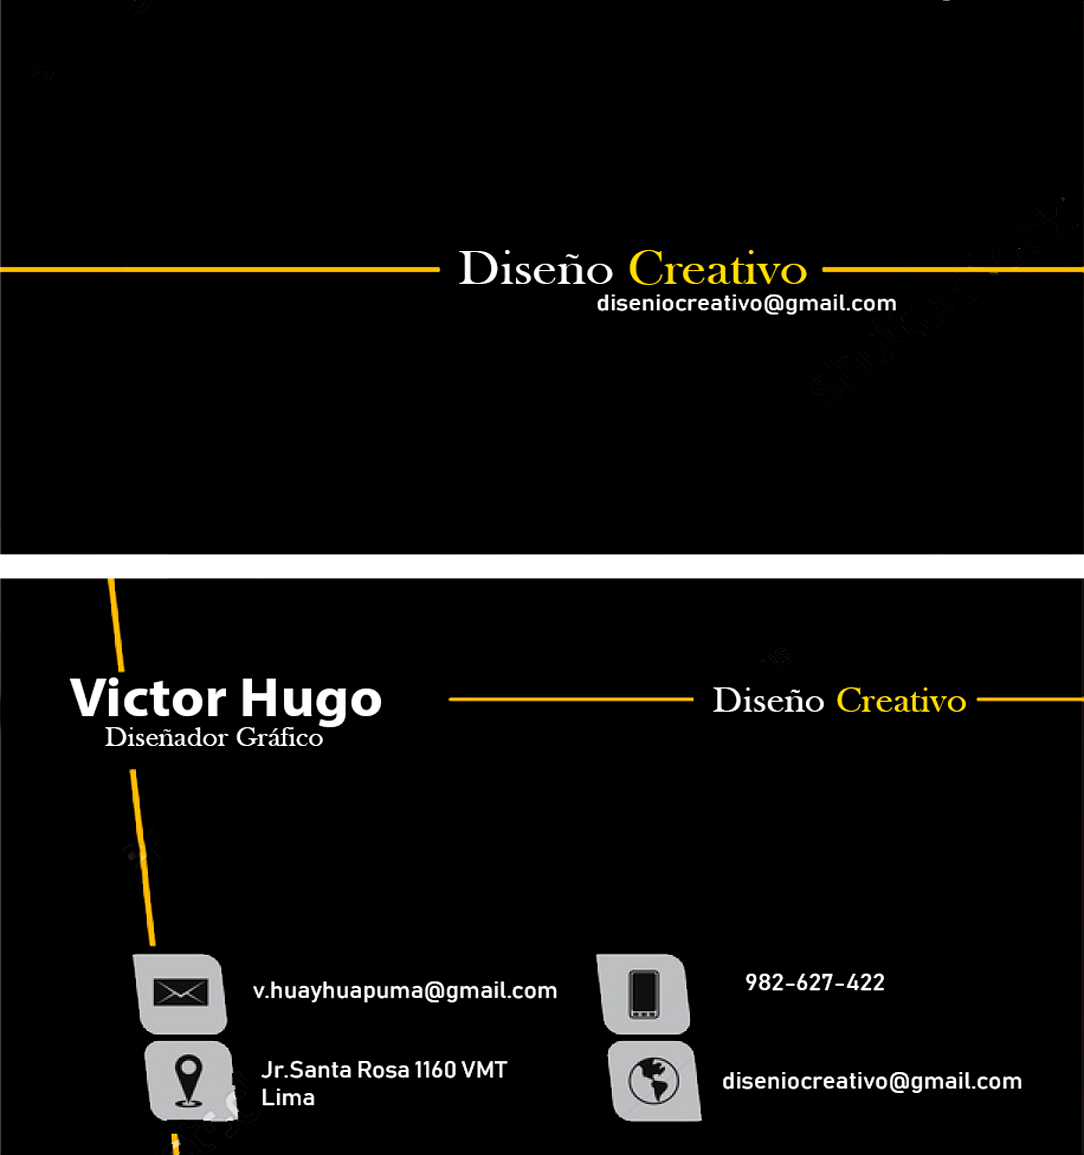 Diseño Creativo
diseniocreativo@gmail.com
shutterstock
Victor Hugo
Diseñador Gráfico
Diseño Creativo
v.huayhuapuma@gmail.com
982-627-422
Jr.Santa Rosa 1160 VMT
Lima
diseniocreativo@gmail.com